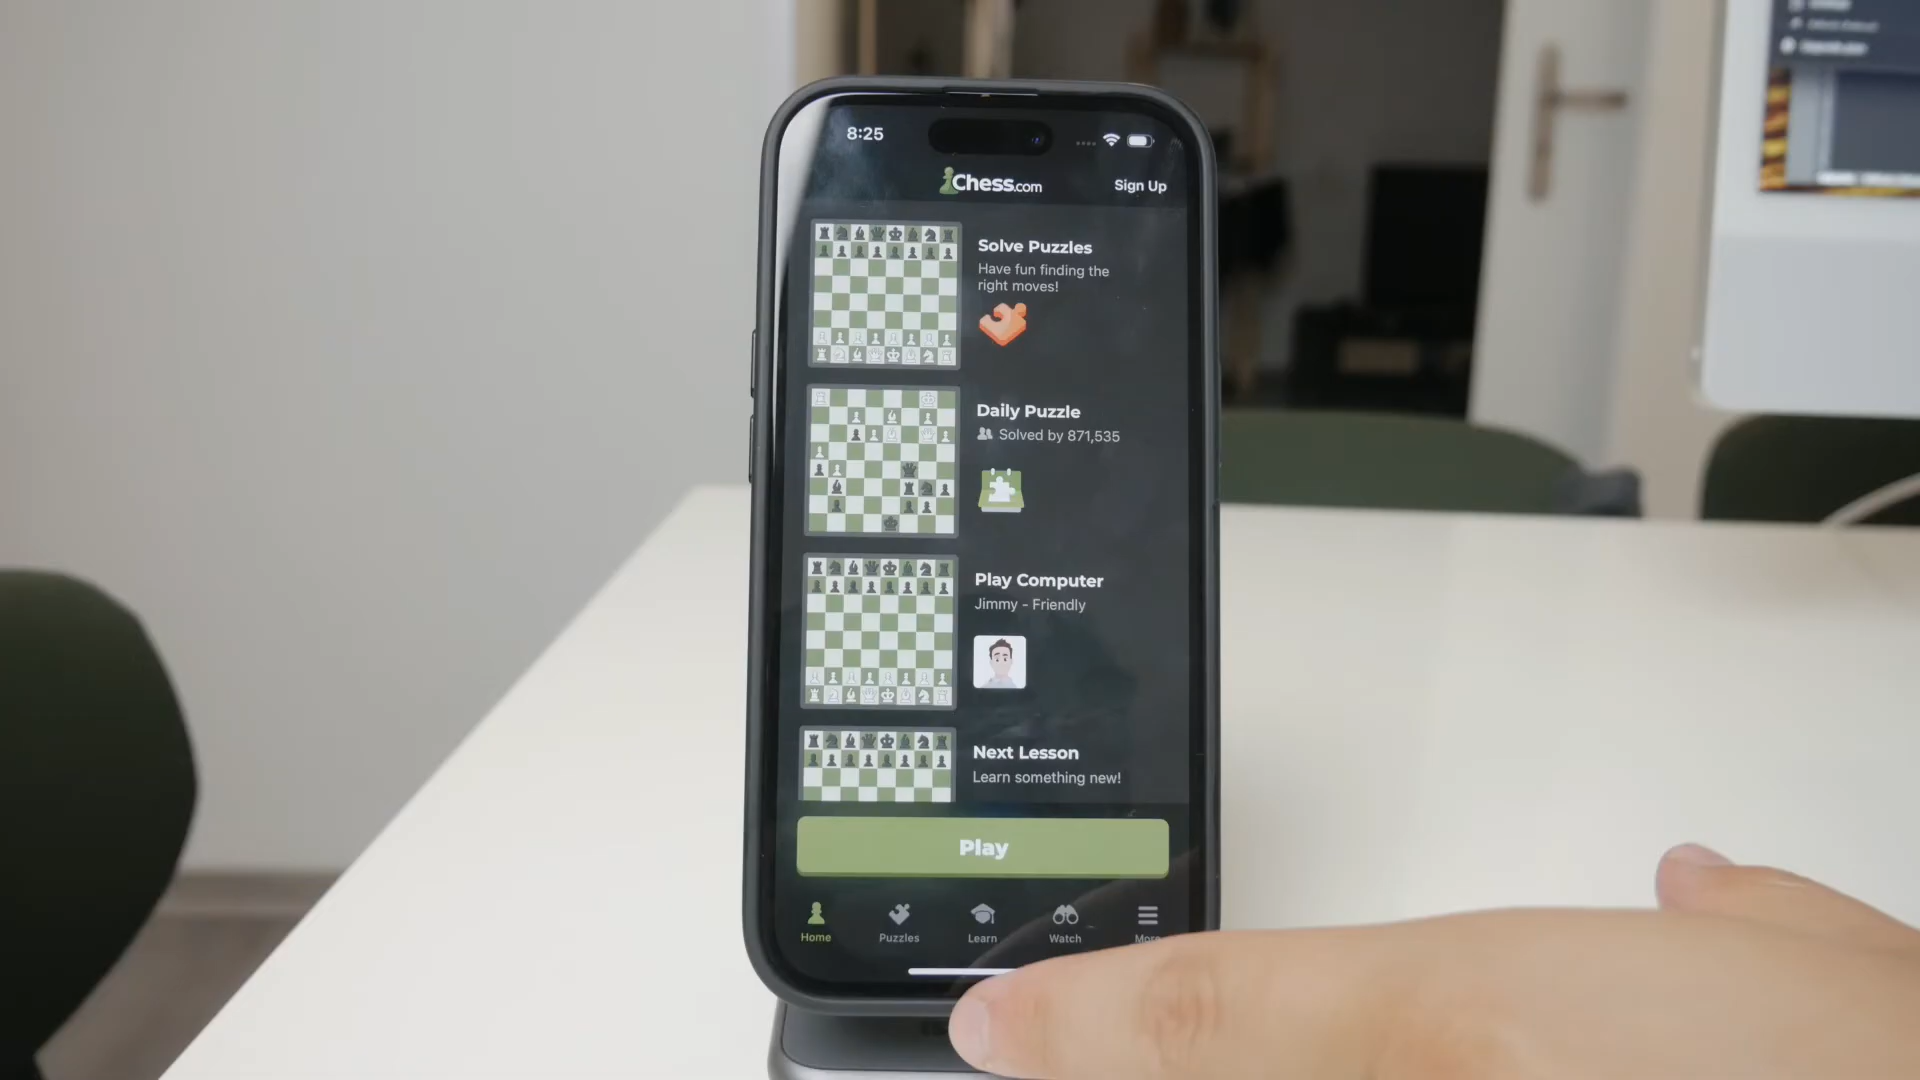 8:25
Chess.com
Sign Up
Solve Puzzles
Have fun finding the
right moves!
Daily Puzzle
Solved by 871,535
Play Computer
Jimmy - Friendly
Next Lesson
Learn something new!
Play
Home
Puzzles
Learn
Watch
More